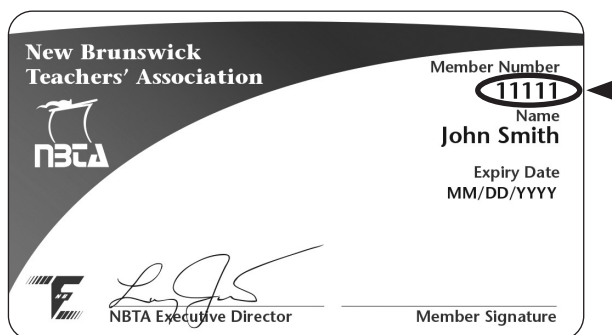 New Brunswick
Teachers' Association
NBTA
Member Number
11111
Name
John Smith
Expiry Date
MM/DD/YYYY
NBTA Executive Director
Member Signature